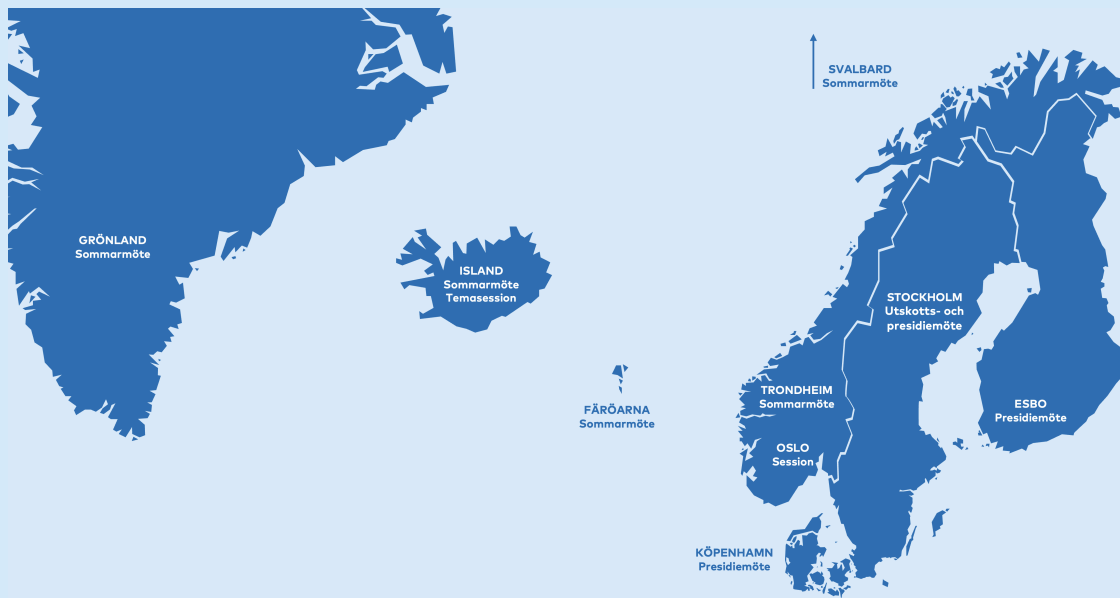 SVALBARD
Sommarmöte
GRÖNLAND
Sommarmöte
ISLAND
Sommarmöte
Temasession
STOCKHOLM
Utskotts- och
presidiemöte
FÄRÖARNA
Sommarmöte
TRONDHEIM
Sommarmöte
ESBO
Presidiemöte
OSLO
Session
KÖPENHAMN
Presidiemöte